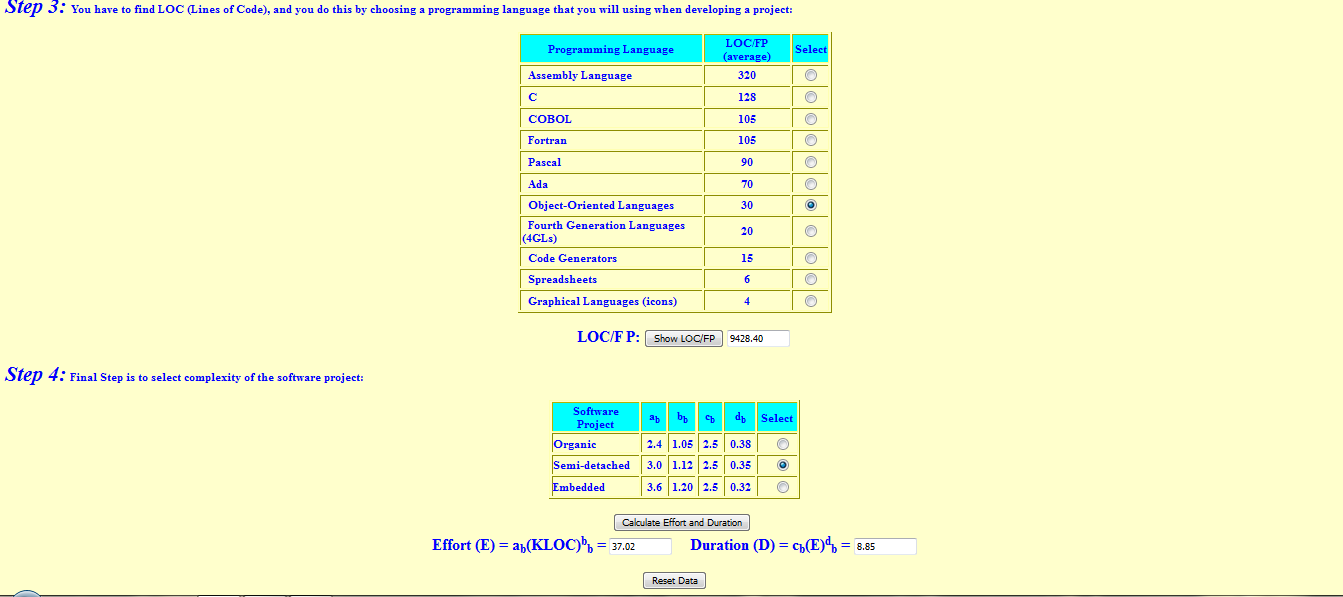 Step 3: You have to find LOC (Lines of Code), and you do this by choosing a programming language that you will using when developing a project:
Programming Language LOC/FP (average) Select
Assembly Language 320
C 128
COBOL 105
Fortran 105
Pascal 90
Ada 70
Object-Oriented Languages 30
Fourth Generation Languages (4GLs) 20
Code Generators 15
Spreadsheets 6
Graphical Languages (icons) 4
LOC/F P: Show LOC/FP 9428.40
Step 4: Final Step is to select complexity of the software project:
Software Project ab bb cb db Select
Organic 2.4 1.05 2.5 0.38
Semi-detached 3.0 1.12 2.5 0.35
Embedded 3.6 1.20 2.5 0.32
Calculate Effort and Duration
Effort (E) = ab(KLOC)bb = 37.02 Duration (D) = cb(E)db = 8.85
Reset Data